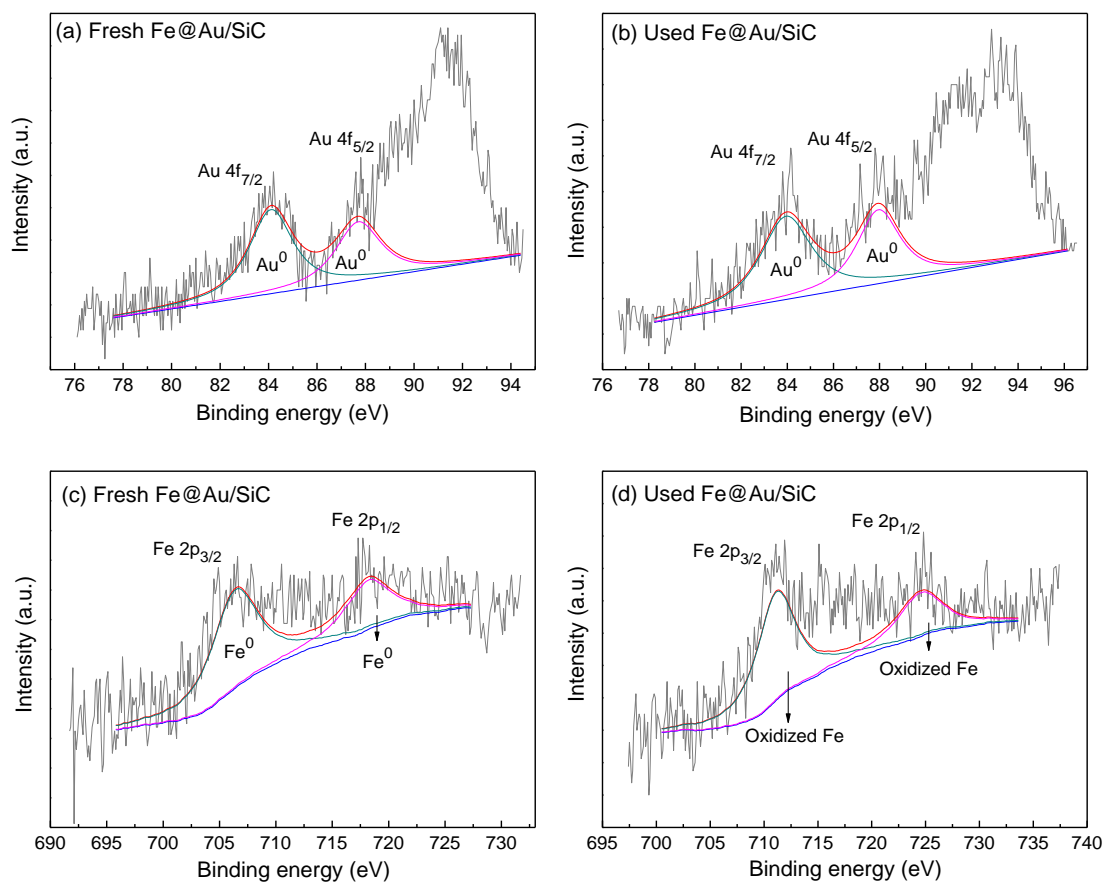 (a) Fresh Fe@Au/SiC
Intensity (a.u.)
Au 4f7/2
Au 4f5/2
Au0
Au0
76 78 80 82 84 86 88 90 92 94
Binding energy (eV)
(b) Used Fe@Au/SiC
Intensity (a.u.)
Au 4f7/2
Au 4f5/2
Au0
Au0
76 78 80 82 84 86 88 90 92 94 96
Binding energy (eV)
(c) Fresh Fe@Au/SiC
Intensity (a.u.)
Fe 2p3/2
Fe 2p1/2
Fe0
Fe0
690 695 700 705 710 715 720 725 730
Binding energy (eV)
(d) Used Fe@Au/SiC
Intensity (a.u.)
Fe 2p3/2
Fe 2p1/2
Oxidized Fe
Oxidized Fe
695 700 705 710 715 720 725 730 735 740
Binding energy (eV)